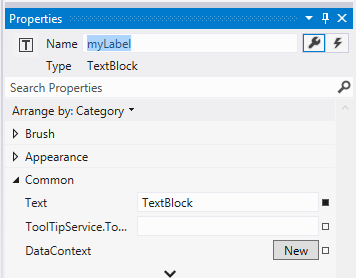 Properties
T Name myLabel
Type TextBlock
Search Properties
Arrange by: Category
Brush
Appearance
Common
Text TextBlock
ToolTipService.To...
DataContext New